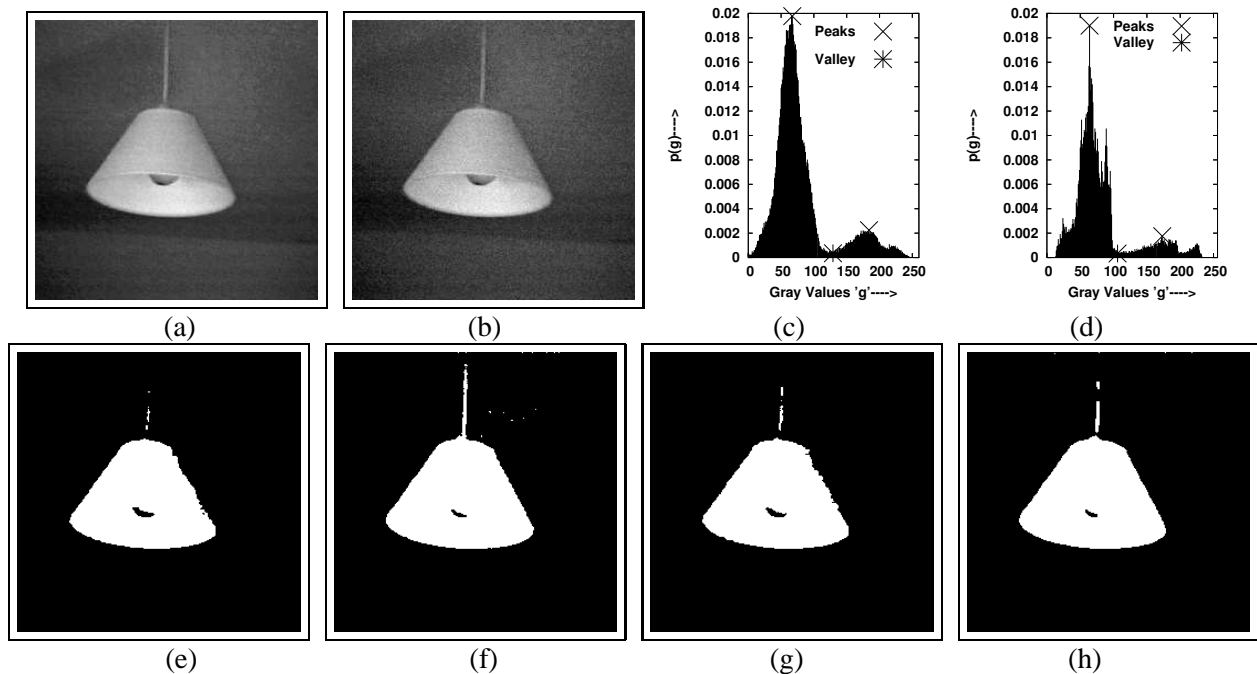 (a)
(b)
0.02
0.018
0.016
0.014
0.012
0.01
0.008
0.006
0.004
0.002
0
p(g)---->
Peaks
Valley
0 50 100 150 200 250
Gray Values 'g'---->
(c)
0.02
0.018
0.016
0.014
0.012
0.01
0.008
0.006
0.004
0.002
0
p(g)---->
Peaks
Valley
0 50 100 150 200 250
Gray Values 'g'---->
(d)
(e)
(f)
(g)
(h)